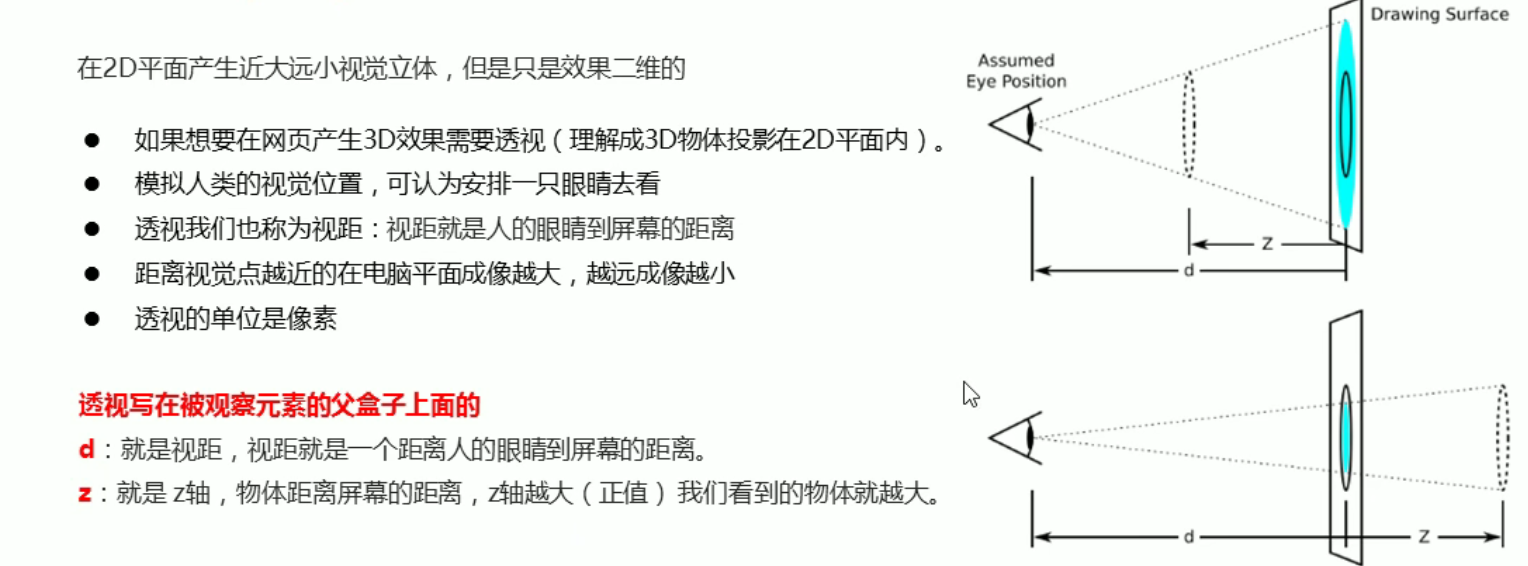 在2D平面产生近大远小视觉立体，但是只是效果二维的
● 如果想要在网页产生3D效果需要透视（理解成3D物体投影在2D平面内）。
● 模拟人类的视觉位置，可认为安排一只眼睛去看
● 透视我们也称为视距：视距就是人的眼睛到屏幕的距离
● 距离视觉点越近的在电脑平面成像越大，越远成像越小
● 透视的单位是像素
透视写在被观察元素的父盒子上面的
d：就是视距，视距就是一个距离人的眼睛到屏幕的距离。
z：就是 z轴，物体距离屏幕的距离，z轴越大（正值） 我们看到的物体就越大。
Drawing Surface
Assumed
Eye Position
Z
d
d
Z